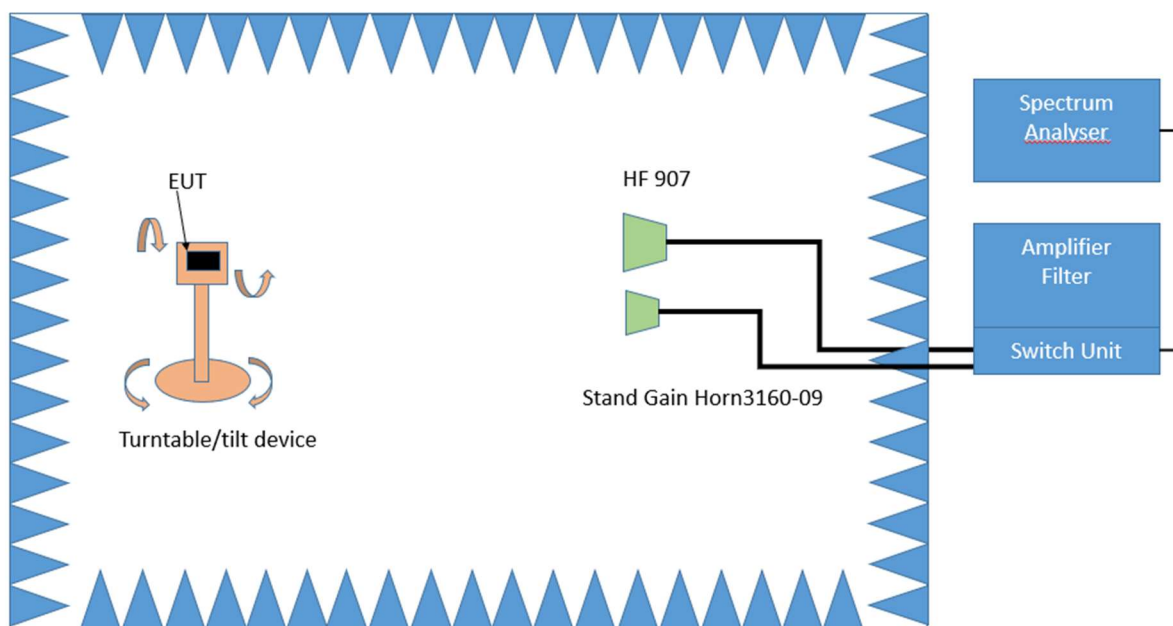 Spectrum
Analyser
EUT
HF 907
Amplifier
Filter
Switch Unit
Stand Gain Horn3160-09
Turntable/tilt device